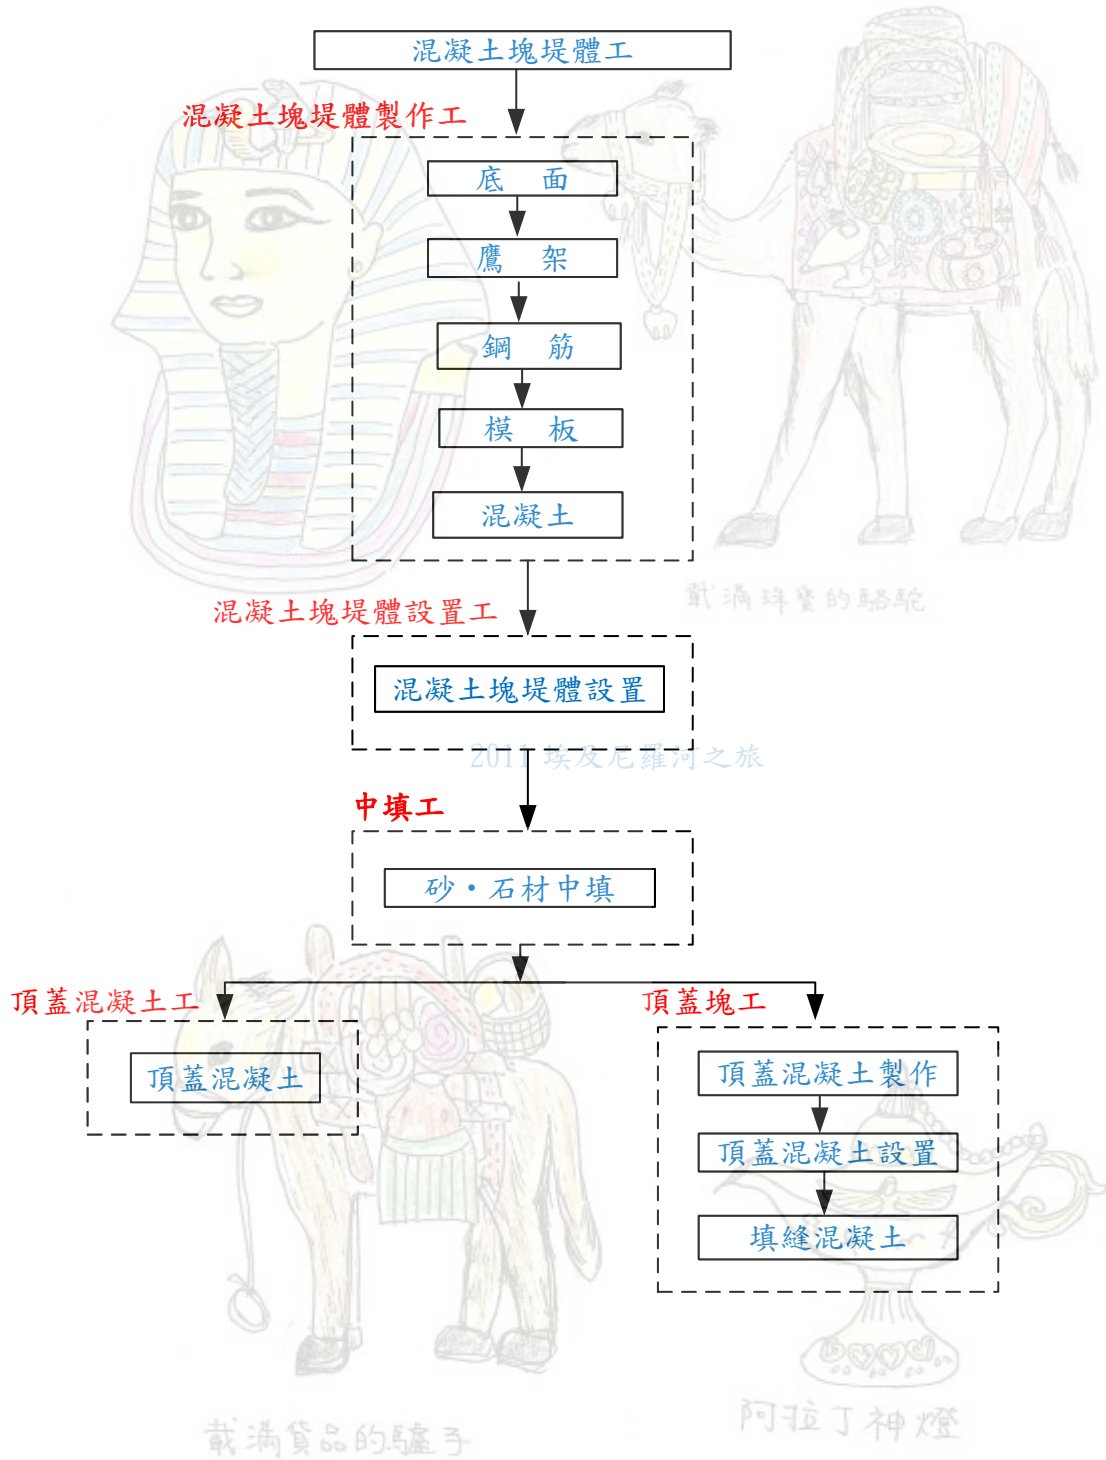 混凝土塊堤體工
混凝土塊堤體製作工
底 面
鷹 架
鋼 筋
模 板
混凝土
載滿珠寶的駱駝
混凝土塊堤體設置工
混凝土塊堤體設置
2011 埃及尼羅河之旅
中填工
砂・石材中填
頂蓋混凝土工
頂蓋混凝土
頂蓋塊工
頂蓋混凝土製作
頂蓋混凝土設置
填縫混凝土
阿拉丁神燈
載滿貨品的驢子